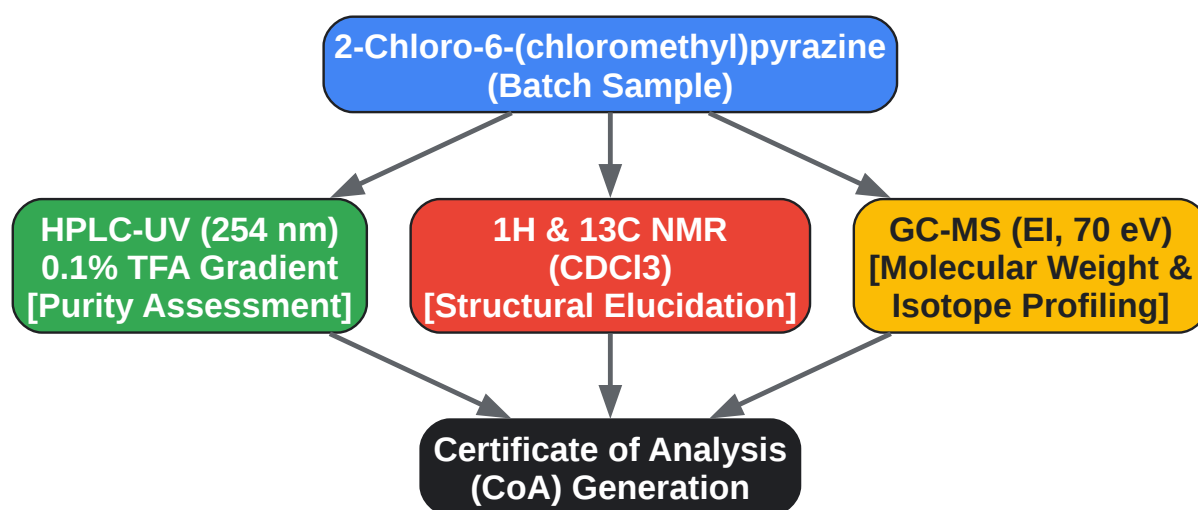 2-Chloro-6-(chloromethyl)pyrazine
(Batch Sample)
HPLC-UV (254 nm)
0.1% TFA Gradient
[Purity Assessment]
1H & 13C NMR
(CDCl3)
[Structural Elucidation]
GC-MS (EI, 70 eV)
[Molecular Weight &
Isotope Profiling]
Certificate of Analysis
(CoA) Generation